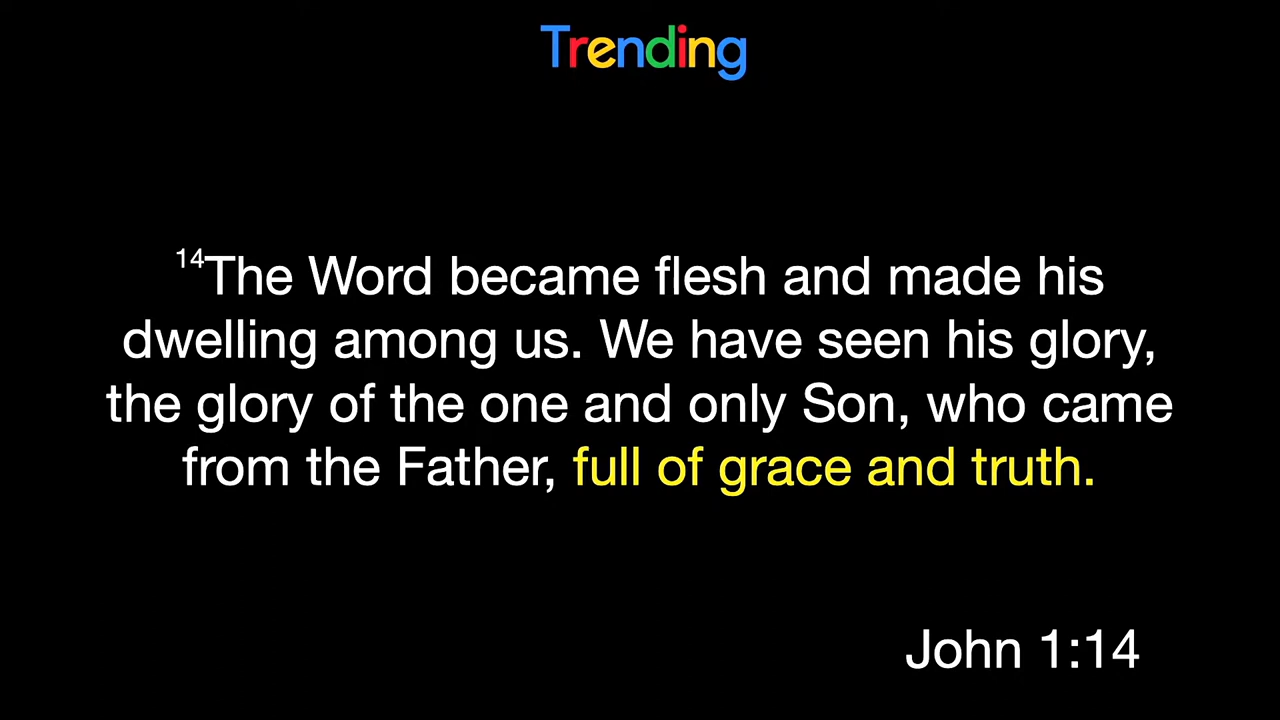 Trending
14The Word became flesh and made his
dwelling among us. We have seen his glory,
the glory of the one and only Son, who came
from the Father, full of grace and truth.
John 1:14